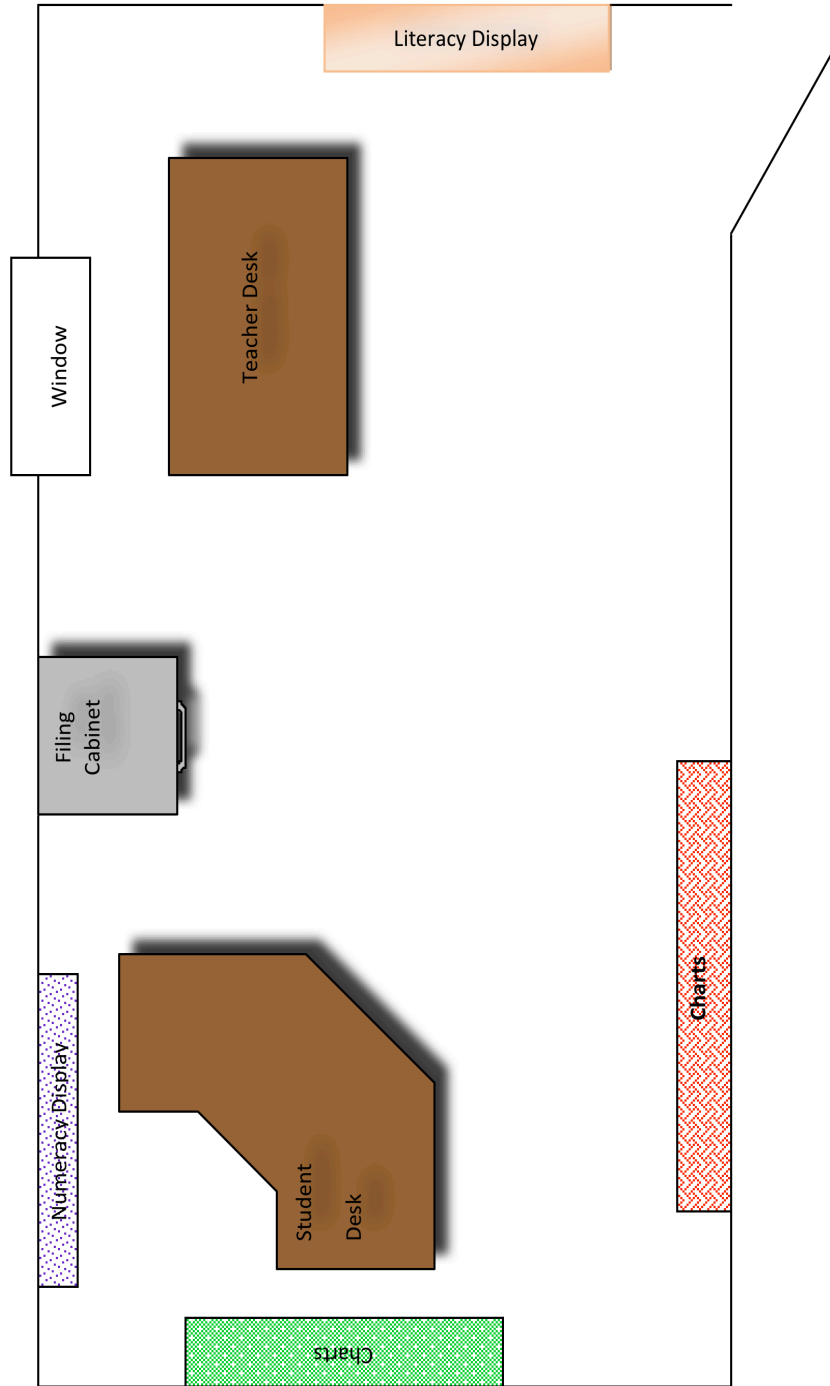 Literacy Display
Teacher Desk
Window
Filing
Cabinet
Charts
Numeracy Display
Student
Desk
Charts